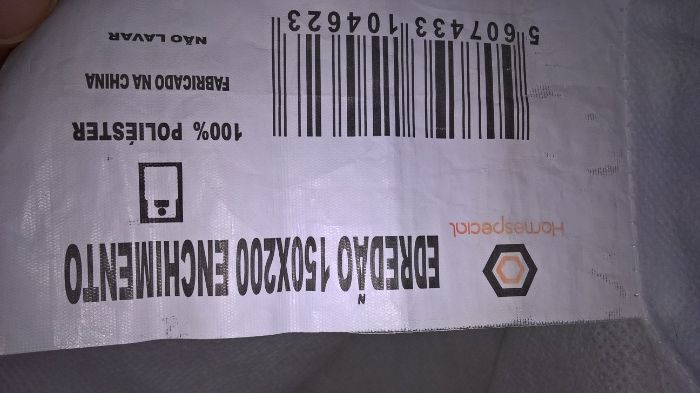 Homespecial
EDREDÃO 150X200 ENCHIMENTO
100% POLIÉSTER
FABRICADO NA CHINA
NÃO LAVAR
5 607433 104623